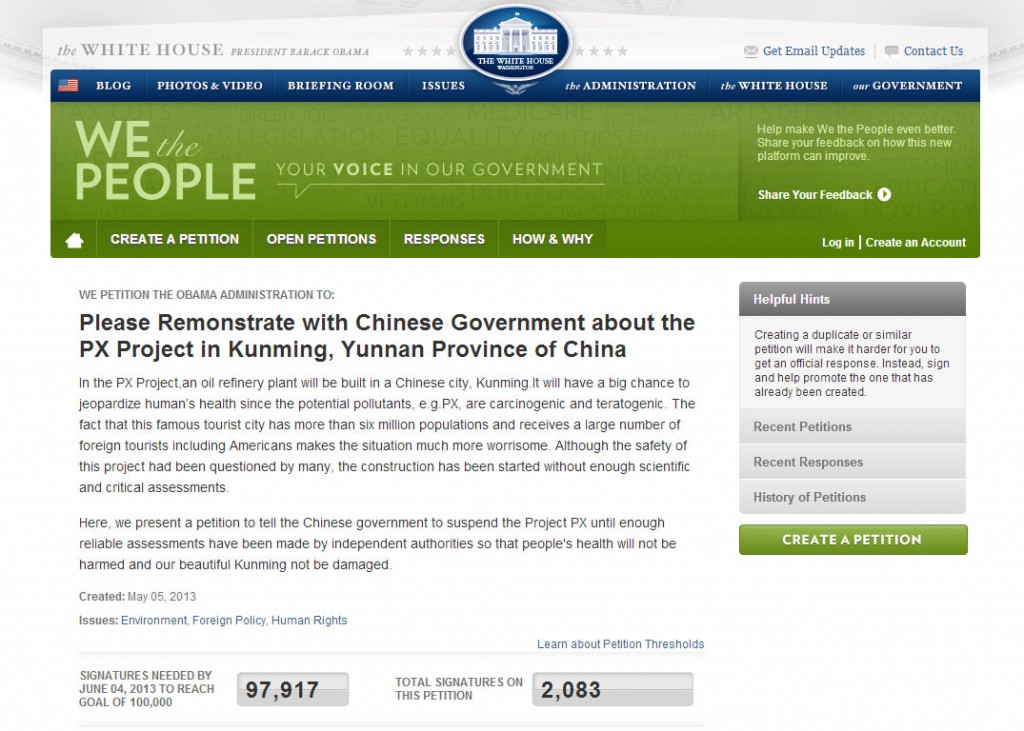 the WHITE HOUSE PRESIDENT BARACK OBAMA
THE WHITE HOUSE
WASHINGTON
Get Email Updates
Contact Us
BLOG
PHOTOS & VIDEO
BRIEFING ROOM
ISSUES
the ADMINISTRATION
the WHITE HOUSE
our GOVERNMENT
WE the
PEOPLE
YOUR VOICE IN OUR GOVERNMENT
Help make We the People even better.
Share your feedback on how this new
platform can improve.
Share Your Feedback
CREATE A PETITION
OPEN PETITIONS
RESPONSES
HOW & WHY
Log in | Create an Account
WE PETITION THE OBAMA ADMINISTRATION TO:
Please Remonstrate with Chinese Government about the
PX Project in Kunming, Yunnan Province of China
In the PX Project,an oil refinery plant will be built in a Chinese city, Kunming.It will have a big chance to
jeopardize human's health since the potential pollutants, e.g.PX, are carcinogenic and teratogenic. The
fact that this famous tourist city has more than six million populations and receives a large number of
foreign tourists including Americans makes the situation much more worrisome. Although the safety of
this project had been questioned by many, the construction has been started without enough scientific
and critical assessments.
Here, we present a petition to tell the Chinese government to suspend the Project PX until enough
reliable assessments have been made by independent authorities so that people's health will not be
harmed and our beautiful Kunming not be damaged.
Created: May 05, 2013
Issues: Environment, Foreign Policy, Human Rights
Learn about Petition Thresholds
SIGNATURES NEEDED BY
JUNE 04, 2013 TO REACH
GOAL OF 100,000
97,917
TOTAL SIGNATURES ON
THIS PETITION
2,083
Helpful Hints
Creating a duplicate or similar
petition will make it harder for you to
get an official response. Instead, sign
and help promote the one that has
already been created.
Recent Petitions
Recent Responses
History of Petitions
CREATE A PETITION